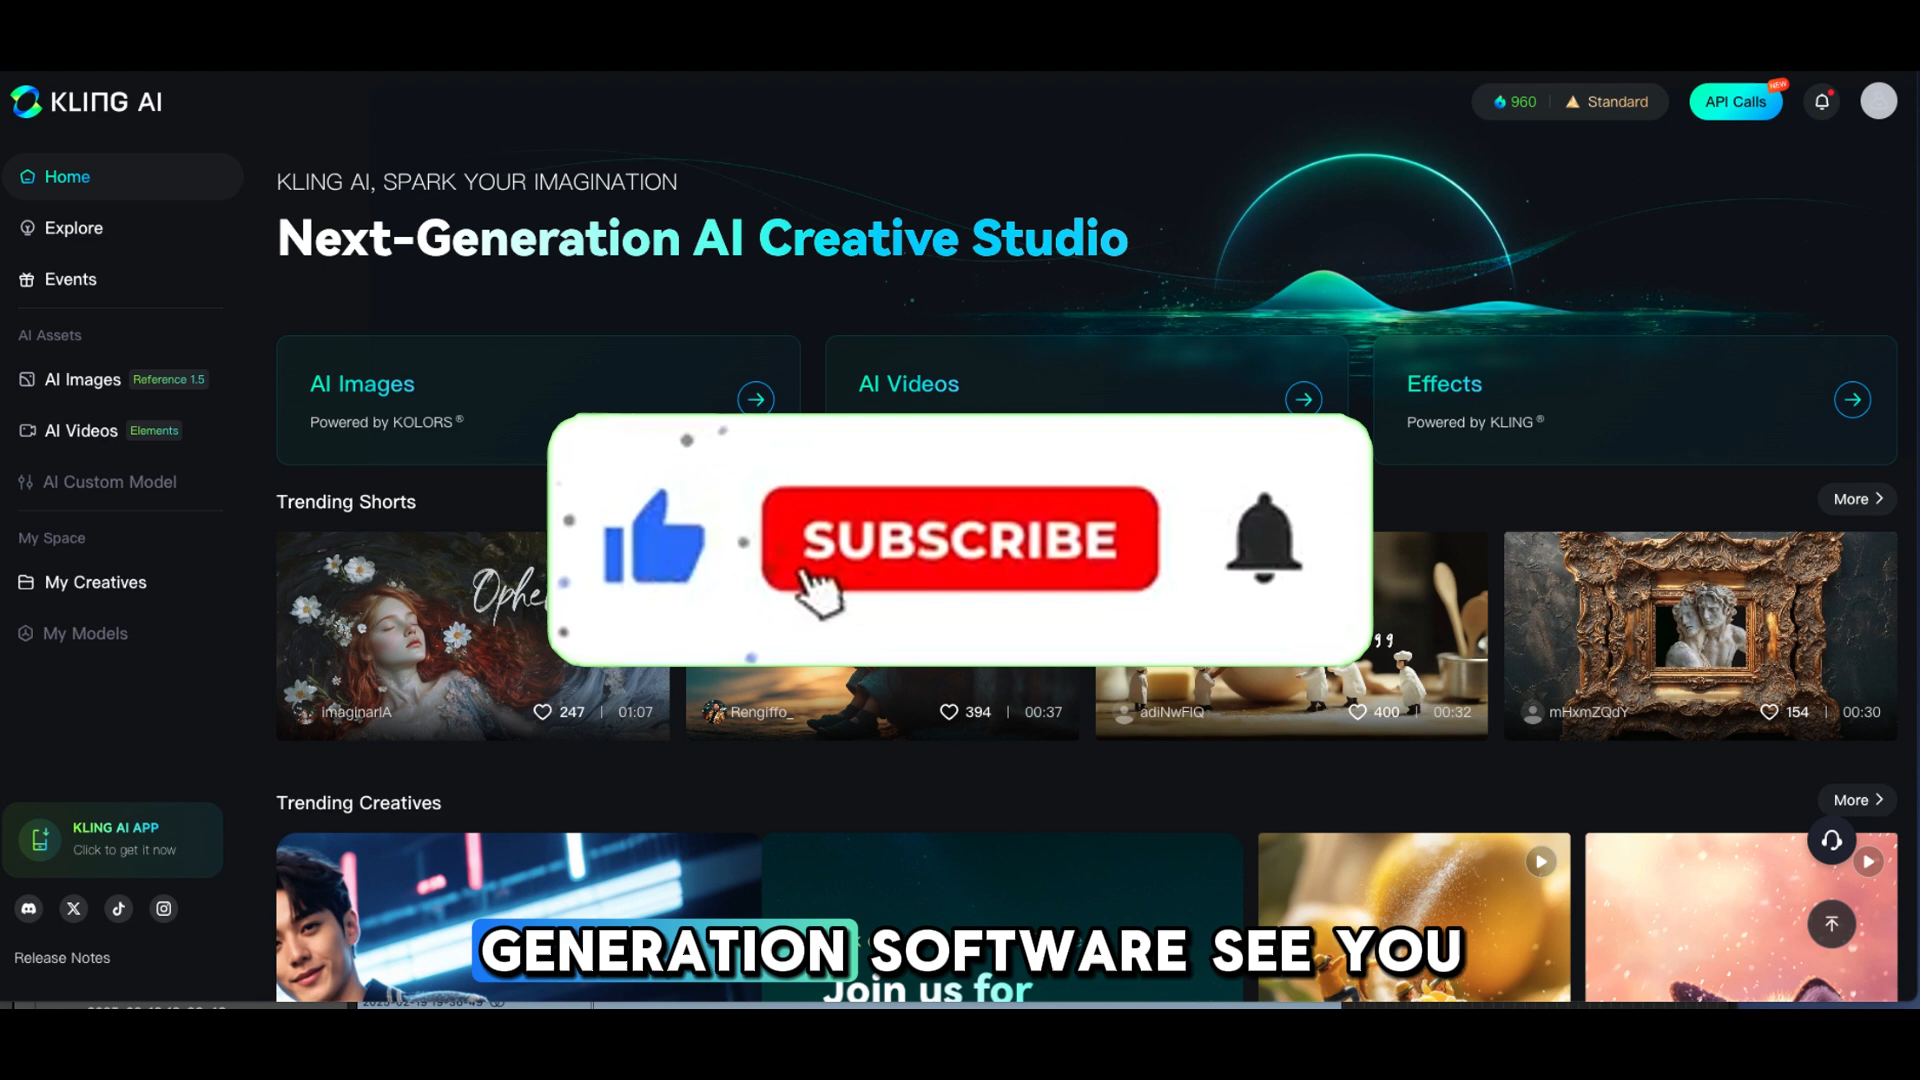 KLING AI
960
Standard
API Calls
NEW
Home
Explore
Events
AI Assets
AI Images
Reference 1.5
AI Videos
Elements
AI Custom Model
My Space
My Creatives
My Models
KLING AI APP
Click to get it now
Release Notes
KLING AI, SPARK YOUR IMAGINATION
Next-Generation AI Creative Studio
AI Images
Powered by KOLORS ®
AI Videos
Effects
Powered by KLING ®
SUBSCRIBE
Trending Shorts
More
Ophe
ImaginarIA
247
01:07
Rengiffo_
394
00:37
adiNwFIQ
400
00:32
mHxmZQdY
154
00:30
Trending Creatives
More
GENERATION SOFTWARE SEE YOU
Join us for